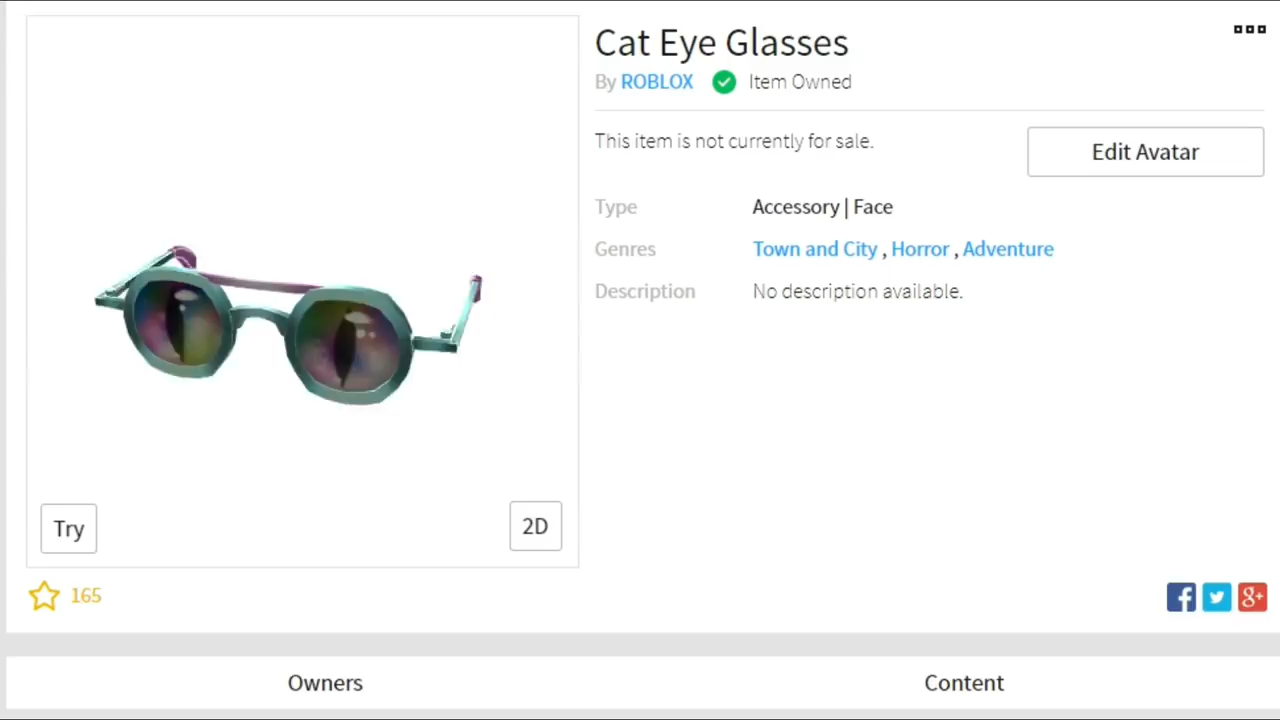 Cat Eye Glasses
By ROBLOX Item Owned
This item is not currently for sale.
Edit Avatar
Type Accessory | Face
Genres Town and City , Horror , Adventure
Description No description available.
Try
2D
165
f
g+
Owners
Content